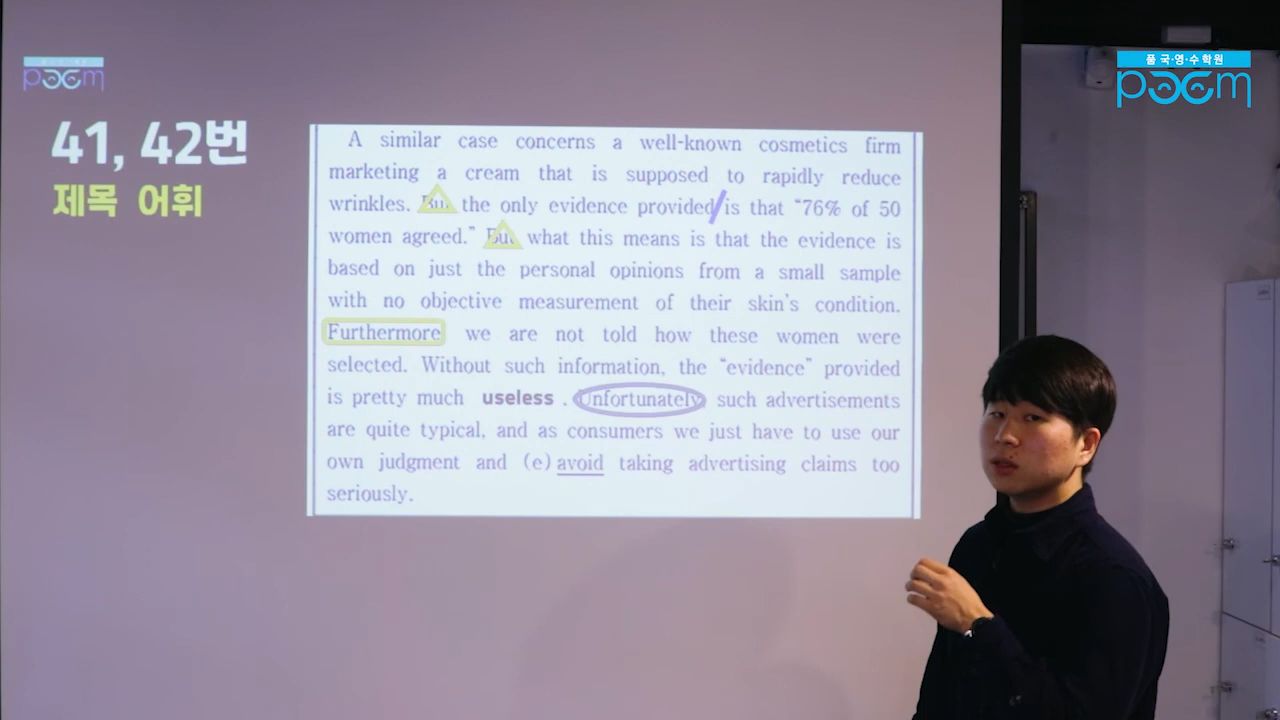 poem
품 국·영·수 학원
poem
41, 42번
제목 어휘
A similar case concerns a well-known cosmetics firm
marketing a cream that is supposed to rapidly reduce
wrinkles. But the only evidence provided is that “76% of 50
women agreed.” But what this means is that the evidence is
based on just the personal opinions from a small sample
with no objective measurement of their skin's condition.
Furthermore we are not told how these women were
selected. Without such information, the “evidence” provided
is pretty much useless . Unfortunately such advertisements
are quite typical, and as consumers we just have to use our
own judgment and (e) avoid taking advertising claims too
seriously.